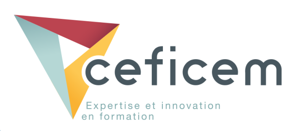 ceficem
Expertise et innovation
en formation